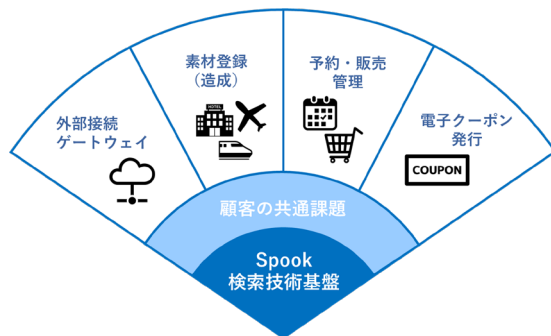 外部接続
ゲートウェイ
素材登録
(造成)
HOTEL
予約・販売
管理
電子クーポン
発行
COUPON
顧客の共通課題
Spook
検索技術基盤